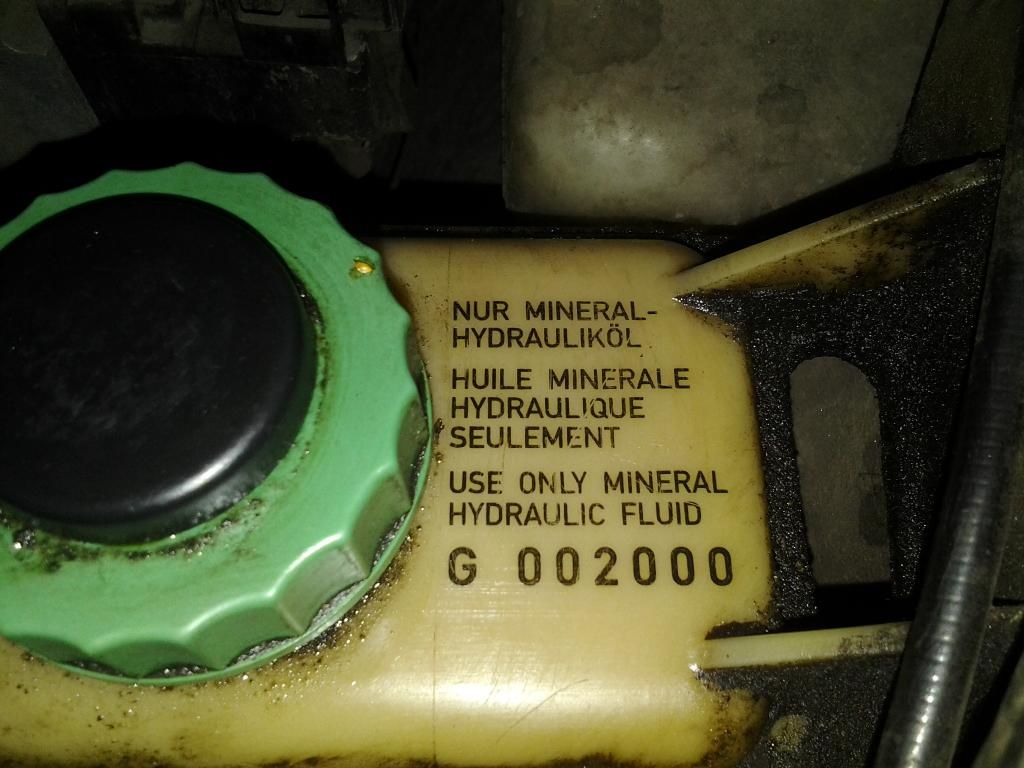 NUR MINERAL-
HYDRAULIKÖL
HUILE MINERALE
HYDRAULIQUE
SEULEMENT
USE ONLY MINERAL
HYDRAULIC FLUID
G 002000